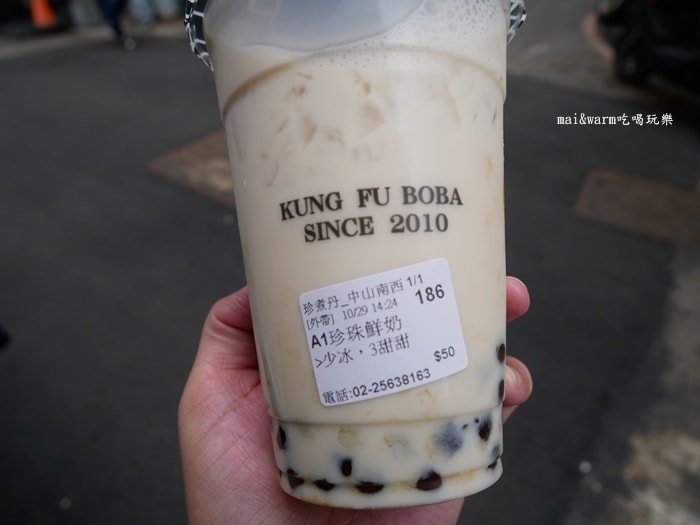 mai&warm吃喝玩樂
KUNG FU BOBA
SINCE 2010
珍煮丹_中山南西 1/1
[外帶] 10/29 14:24 186
A1珍珠鮮奶
>少冰，3甜甜
$50
電話:02-25638163